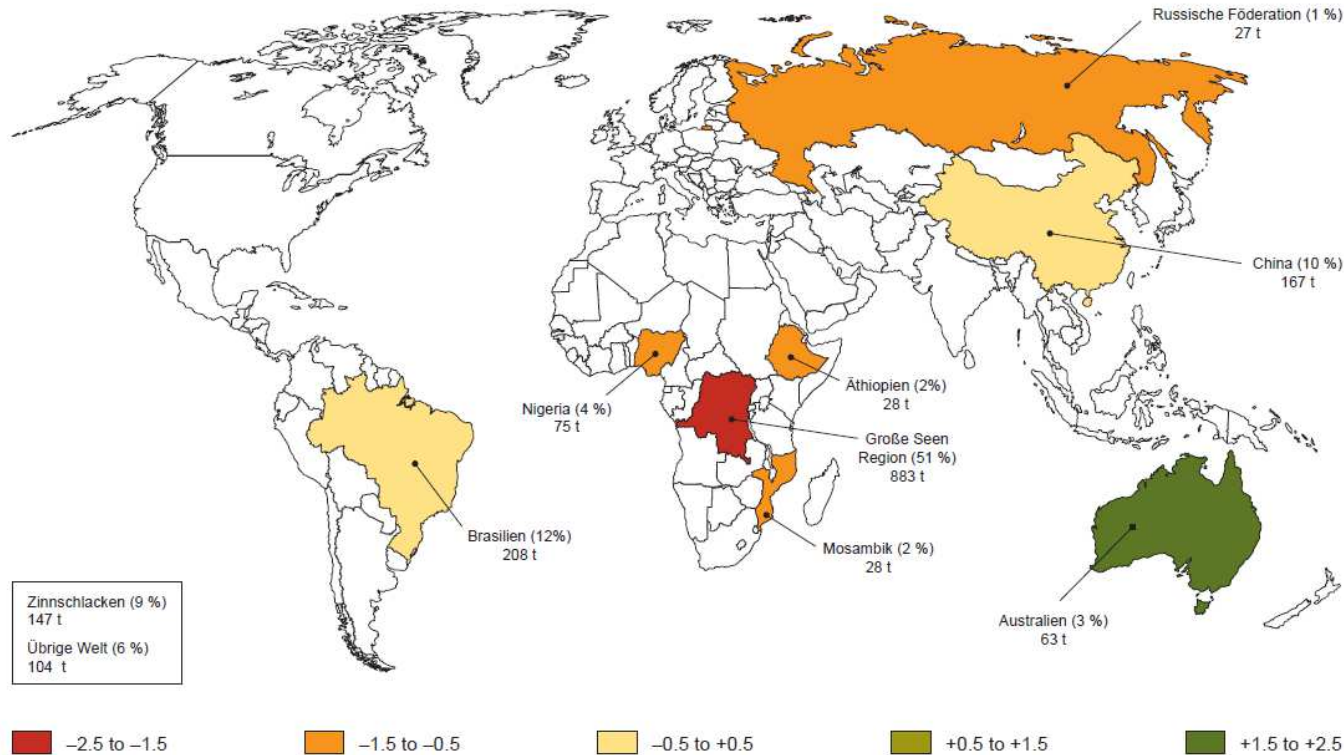 Russische Föderation (1 %)
27 t
China (10 %)
167 t
Äthiopien (2%)
28 t
Nigeria (4 %)
75 t
Große Seen
Region (51 %)
883 t
Brasilien (12%)
208 t
Mosambik (2 %)
28 t
Zinnschlacken (9 %)
147 t
Übrige Welt (6 %)
104 t
Australien (3 %)
63 t
–2.5 to –1.5
–1.5 to –0.5
–0.5 to +0.5
+0.5 to +1.5
+1.5 to +2.5